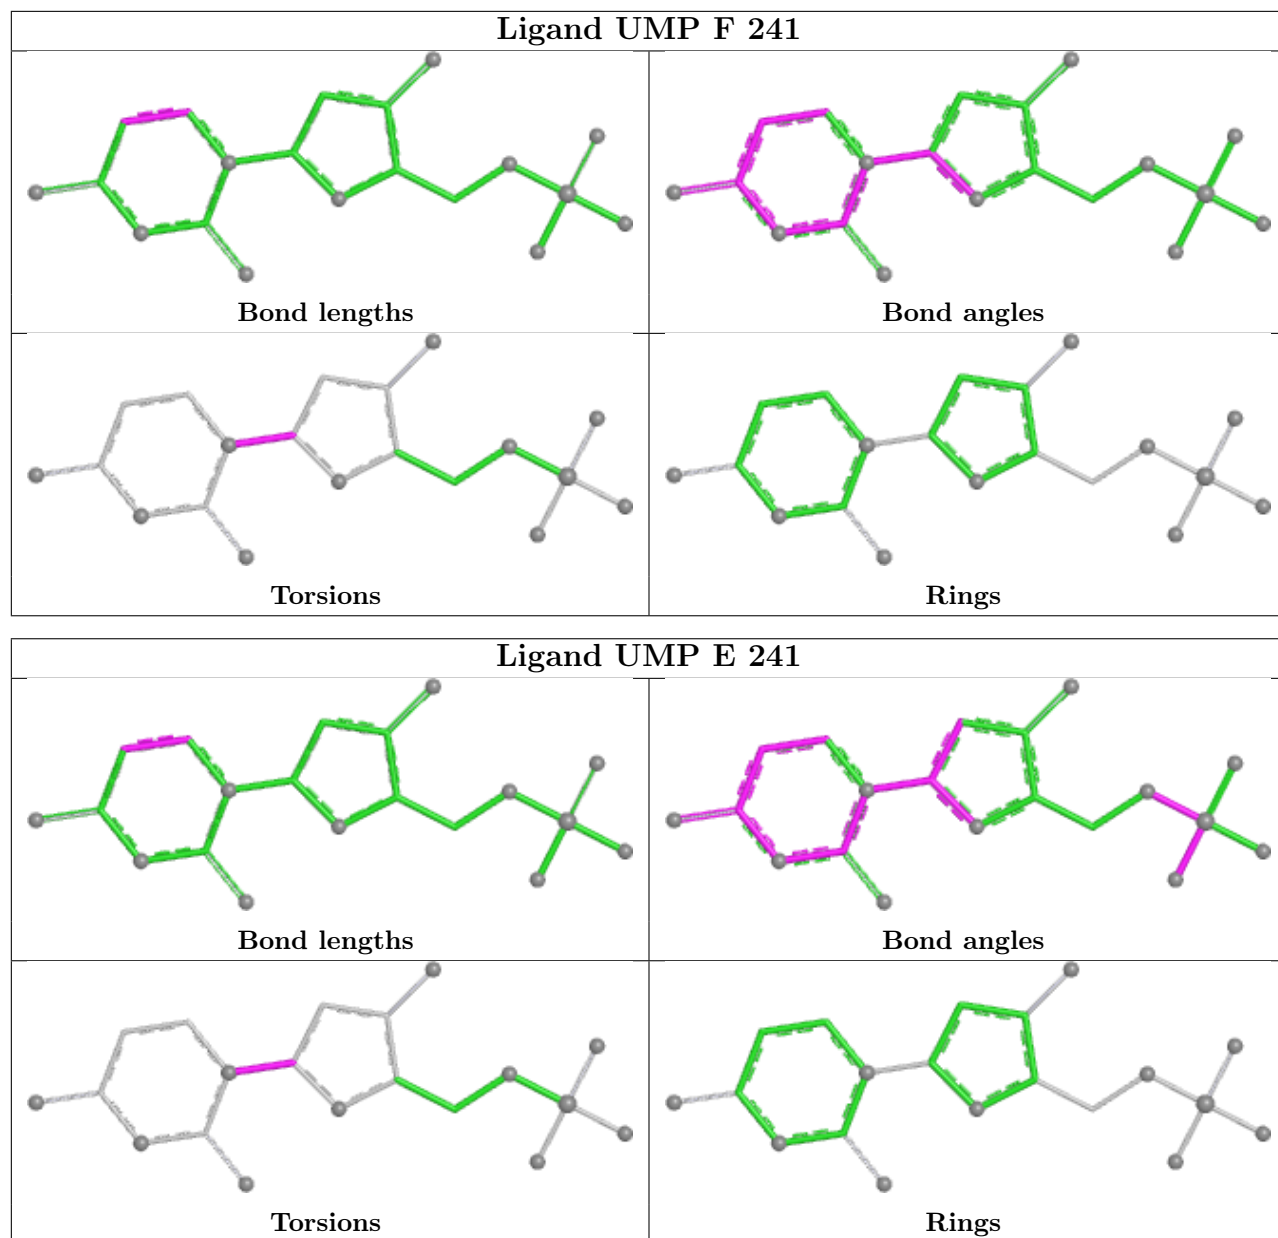 Ligand UMP F 241
Bond lengths
Bond angles
Torsions
Rings
Ligand UMP E 241
Bond lengths
Bond angles
Torsions
Rings